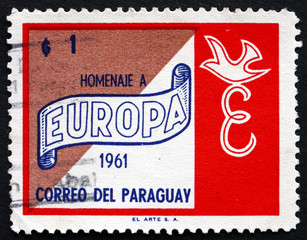 ₲ 1
HOMENAJE A
EUROPA
1961
CORREO DEL PARAGUAY
E
EL ARTE S. A.